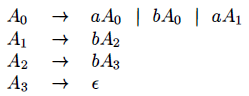 A₀ → aA₀ | bA₀ | aA₁
A₁ → bA₂
A₂ → bA₃
A₃ → ϵ